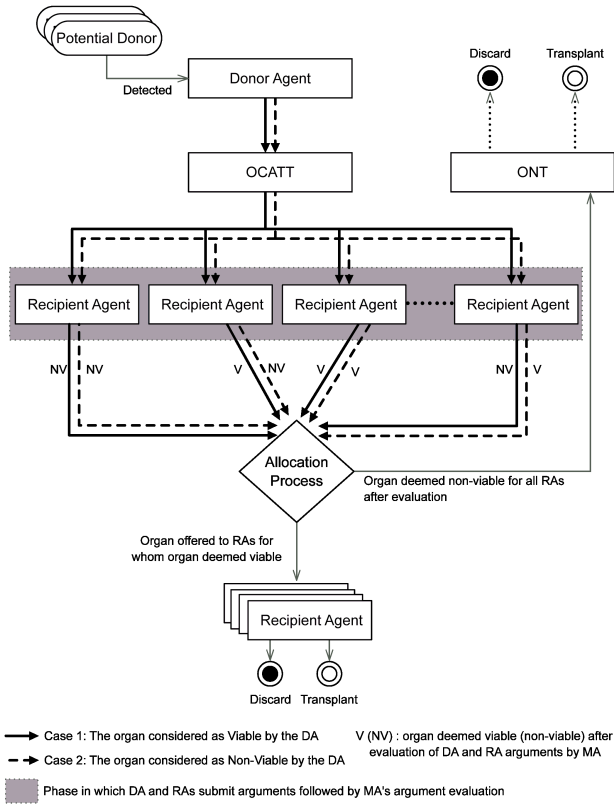 Potential Donor
Detected
Donor Agent
Discard
Transplant
OCATT
ONT
Recipient Agent
Recipient Agent
Recipient Agent
Recipient Agent
NV
NV
V
NV
V
V
NV
V
Allocation
Process
Organ deemed non-viable for all RAs
after evaluation
Organ offered to RAs for
whom organ deemed viable
Recipient Agent
Discard
Transplant
Case 1: The organ considered as Viable by the DA
Case 2: The organ considered as Non-Viable by the DA
V (NV) : organ deemed viable (non-viable) after
evaluation of DA and RA arguments by MA
Phase in which DA and RAs submit arguments followed by MA's argument evaluation